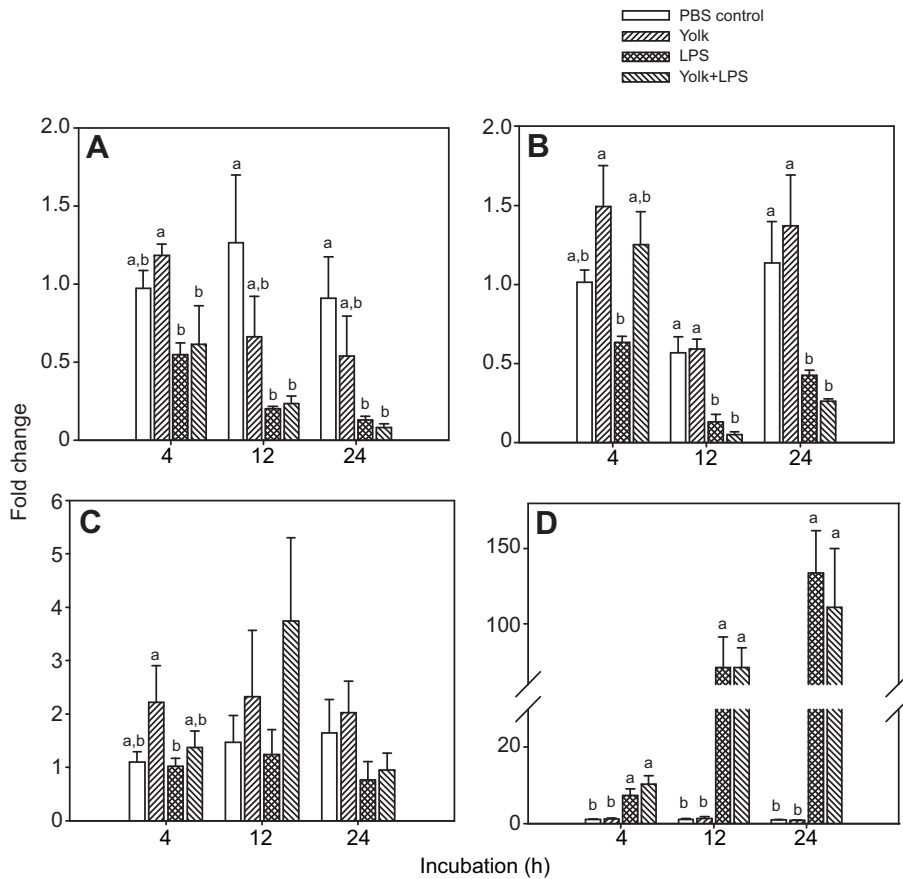 PBS control
Yolk
LPS
Yolk+LPS
Fold change
A
2.0
1.5
1.0
0.5
0
a,b
a
b
b
a
a,b
b
b
a
a,b
b
b
4
12
24
B
2.0
1.5
1.0
0.5
0
a,b
a
b
a,b
a
a
b
b
a
a
b
b
4
12
24
C
6
5
4
3
2
1
0
a,b
a
b
a,b
4
12
24
D
150
100
20
0
b
b
a
a
b
b
a
a
b
b
a
a
4
12
24
Incubation (h)